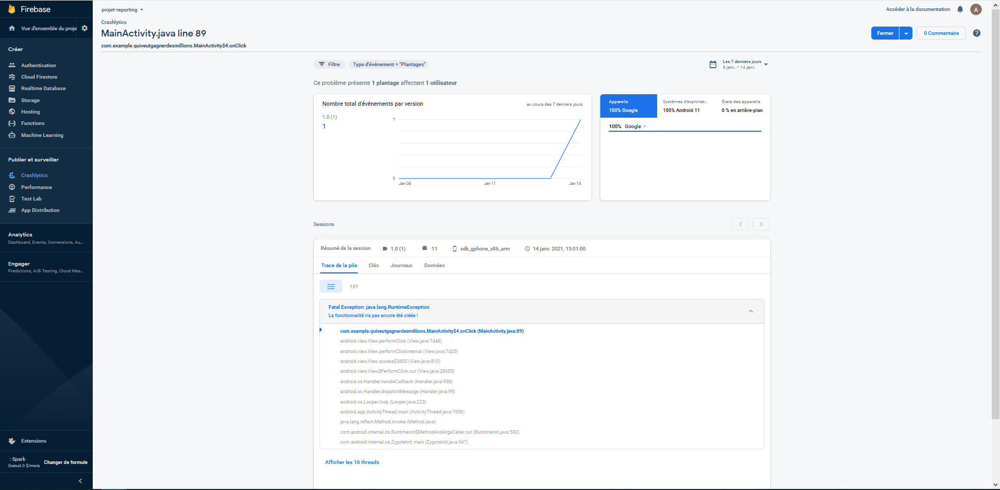 Firebase
Vue d'ensemble du proje
Créer
Authentication
Cloud Firestore
Realtime Database
Storage
Hosting
Functions
Machine Learning
Publier et surveiller
Crashlytics
Performance
Test Lab
App Distribution
Analytics
Dashboard, Events, Conversions, Au...
Engager
Predictions, A/B Testing, Cloud Mes...
Extensions
: Spark
Gratuit 0 $/mois
Changer de formule
projet-reporting
Accéder à la documentation
A
Crashlytics
MainActivity.java line 89
com.example.quiveutgagnerdesmillions.MainActivity$4.onClick
Fermer
0 Commentaire
?
Filtre
Type d'événement = "Plantages"
Les 7 derniers jours
8 janv. – 14 janv.
Ce problème présente 1 plantage affectant 1 utilisateur
Nombre total d'événements par version
au cours des 7 derniers jours
1.0 (1)
1
1
0
Jan 08
Jan 11
Jan 14
Appareils
100% Google
Systèmes d'exploitat...
100% Android 11
États des appareils
0 % en arrière-plan
100% Google
Sessions
Résumé de la session
1.0 (1)
11
sdk_gphone_x86_arm
14 janv. 2021, 15:01:00
Trace de la pile
Clés
Journaux
Données
TXT
Fatal Exception: java.lang.RuntimeException
La fonctionnalité n'a pas encore été créée !
com.example.quiveutgagnerdesmillions.MainActivity$4.onClick (MainActivity.java:89)
android.view.View.performClick (View.java:7448)
android.view.View.performClickInternal (View.java:7425)
android.view.View.access$3600 (View.java:810)
android.view.View$PerformClick.run (View.java:28305)
android.os.Handler.handleCallback (Handler.java:938)
android.os.Handler.dispatchMessage (Handler.java:99)
android.os.Looper.loop (Looper.java:223)
android.app.ActivityThread.main (ActivityThread.java:7656)
java.lang.reflect.Method.invoke (Method.java)
com.android.internal.os.RuntimeInit$MethodAndArgsCaller.run (RuntimeInit.java:592)
com.android.internal.os.ZygoteInit.main (ZygoteInit.java:947)
Afficher les 16 threads